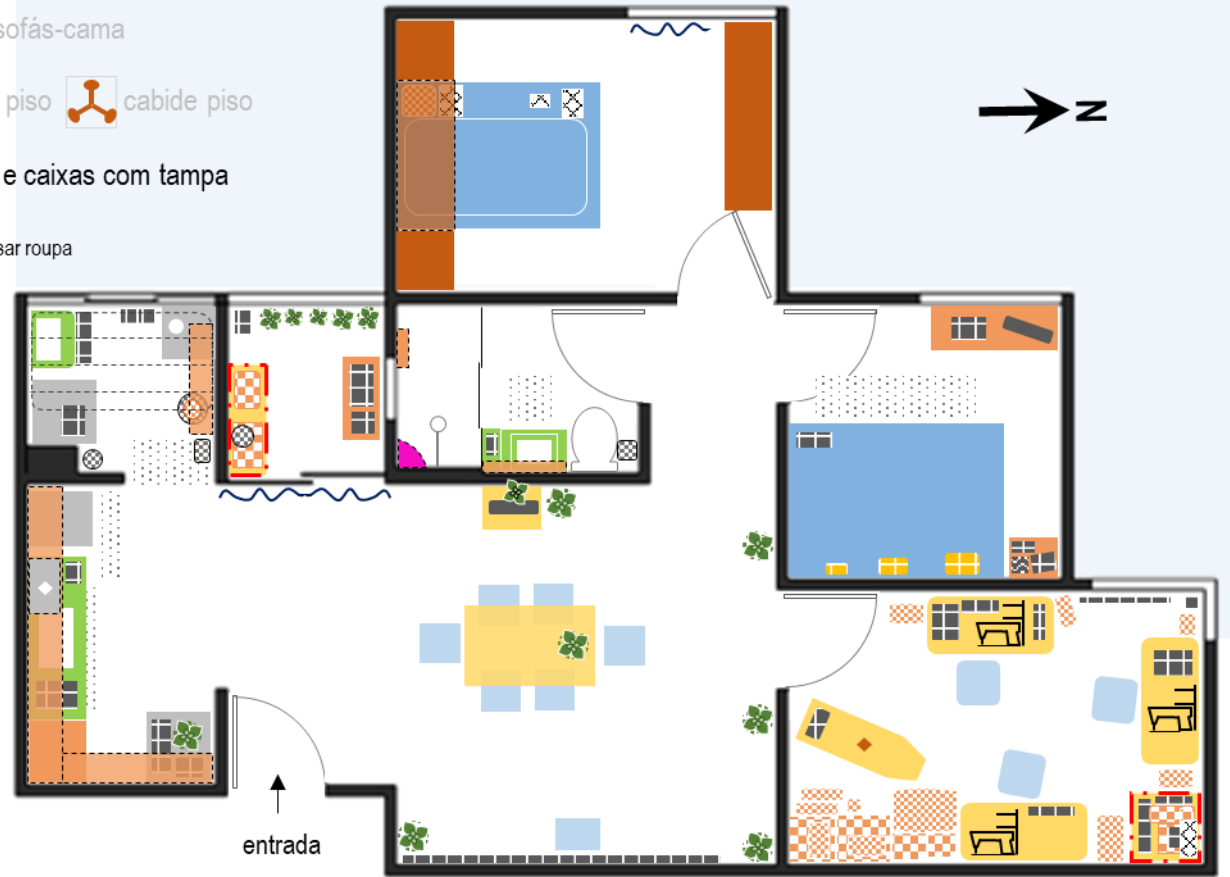 sofás-cama
piso cabide piso
e caixas com tampa
sar roupa
N
entrada